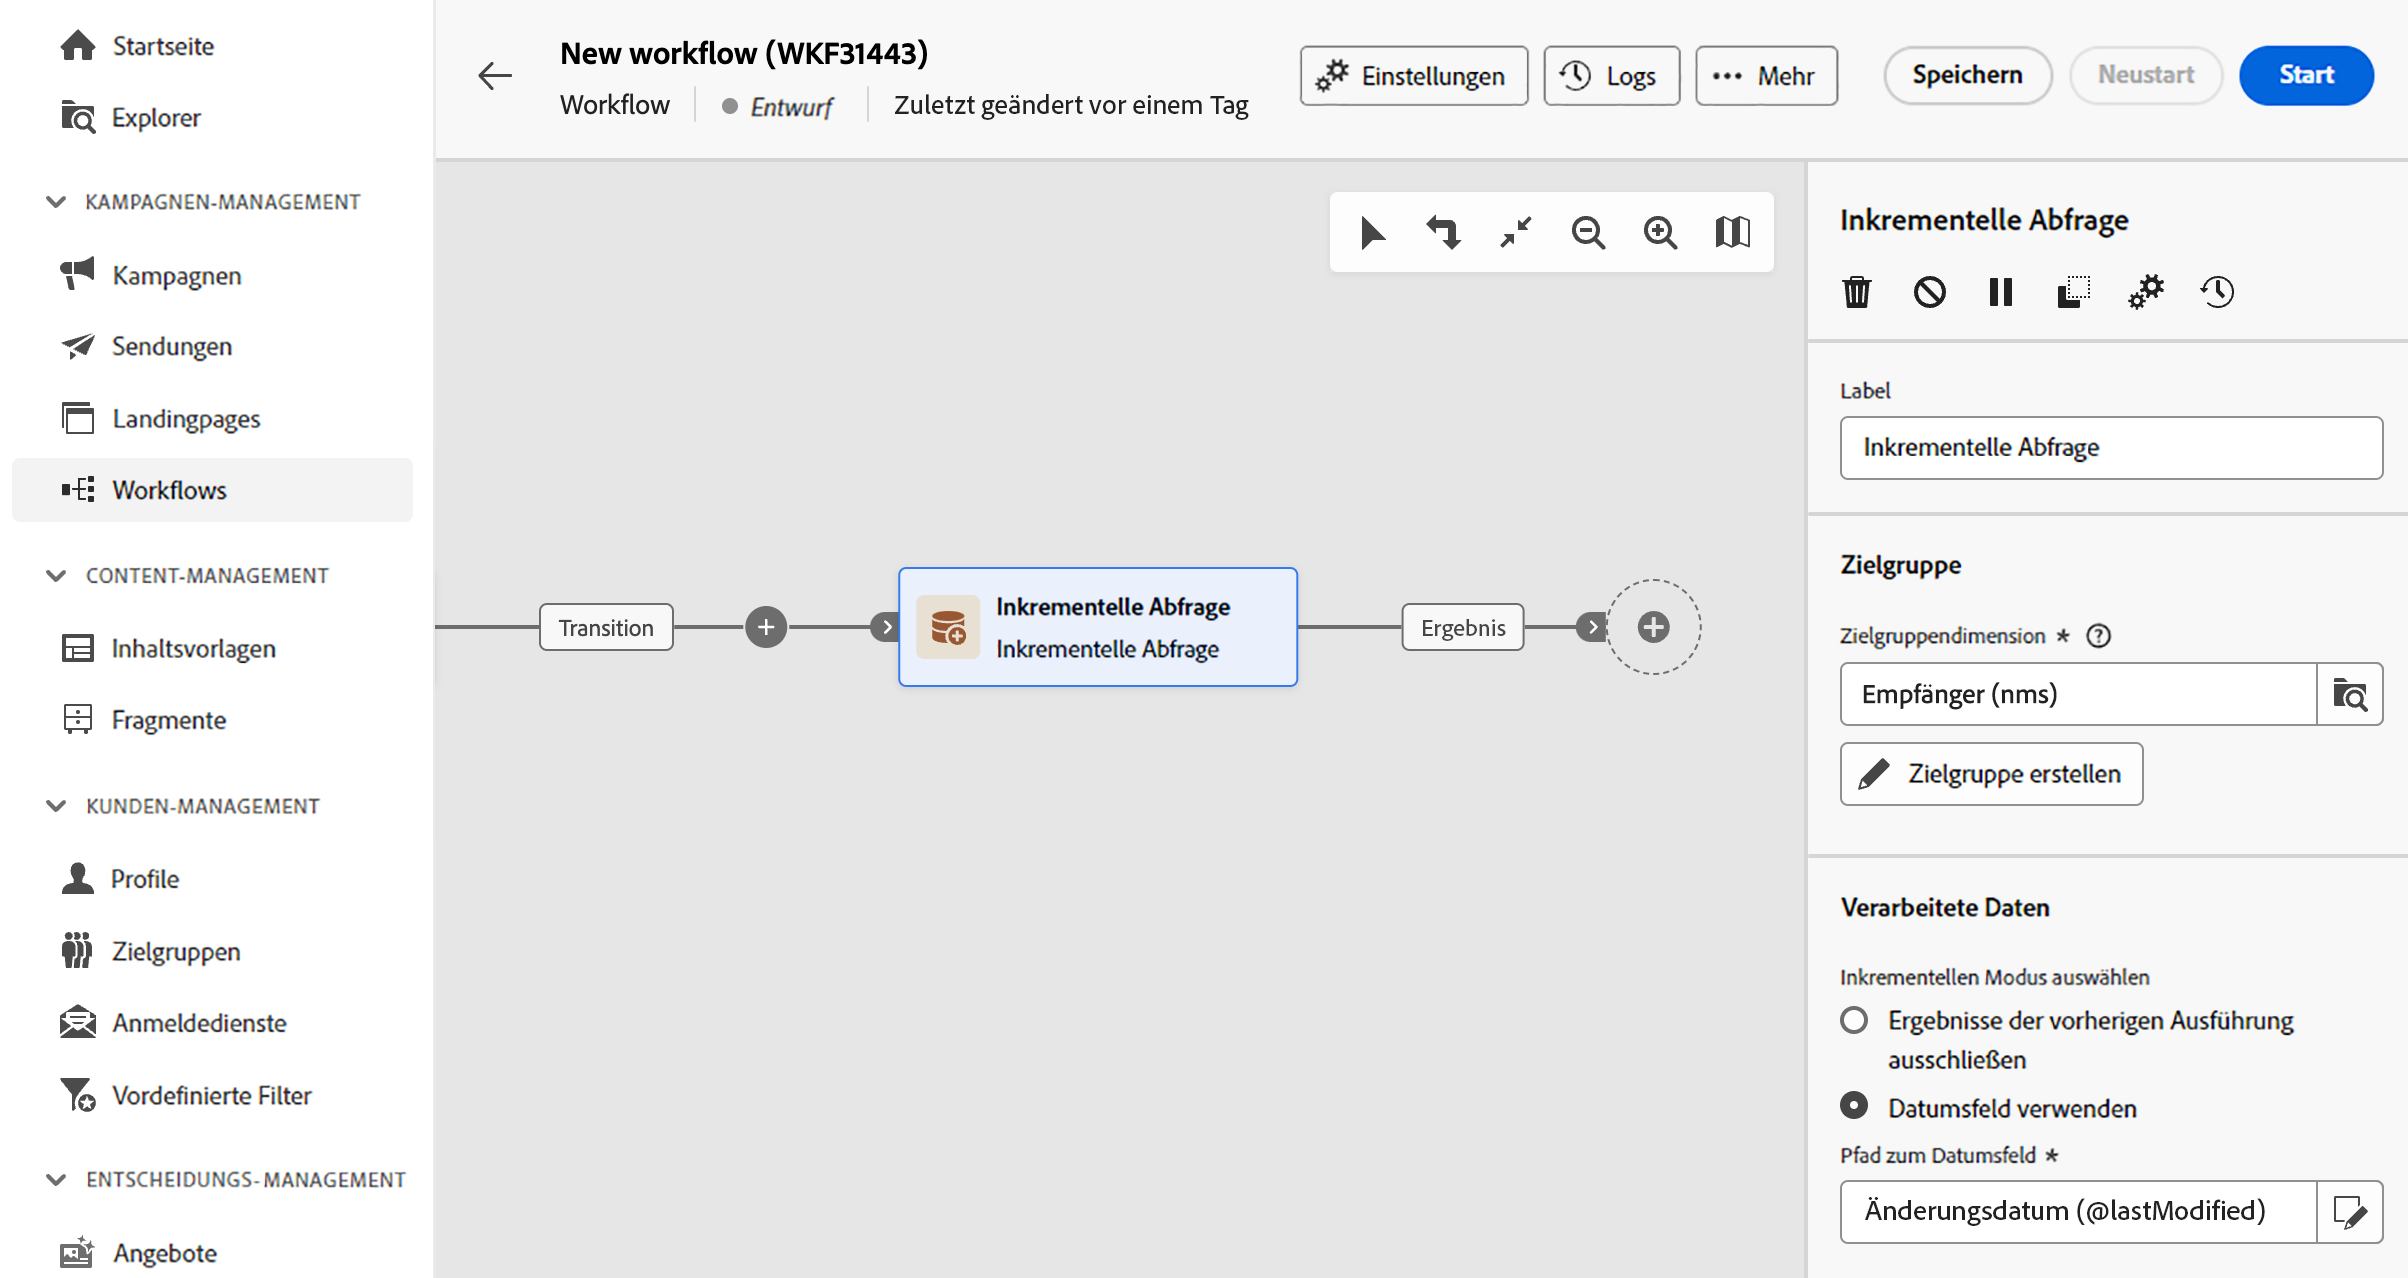 Startseite
Explorer
KAMPAGNEN-MANAGEMENT
Kampagnen
Sendungen
Landingpages
Workflows
CONTENT-MANAGEMENT
Inhaltsvorlagen
Fragmente
KUNDEN-MANAGEMENT
Profile
Zielgruppen
Anmeldedienste
Vordefinierte Filter
ENTSCHEIDUNGS-MANAGEMENT
Angebote
New workflow (WKF31443)
Workflow
Entwurf
Zuletzt geändert vor einem Tag
Einstellungen
Logs
Mehr
Speichern
Neustart
Start
Transition
Inkrementelle Abfrage
Inkrementelle Abfrage
Ergebnis
Inkrementelle Abfrage
Label
Inkrementelle Abfrage
Zielgruppe
Zielgruppendimension *
Empfänger (nms)
Zielgruppe erstellen
Verarbeitete Daten
Inkrementellen Modus auswählen
Ergebnisse der vorherigen Ausführung
ausschließen
Datumsfeld verwenden
Pfad zum Datumsfeld *
Änderungsdatum (@lastModified)